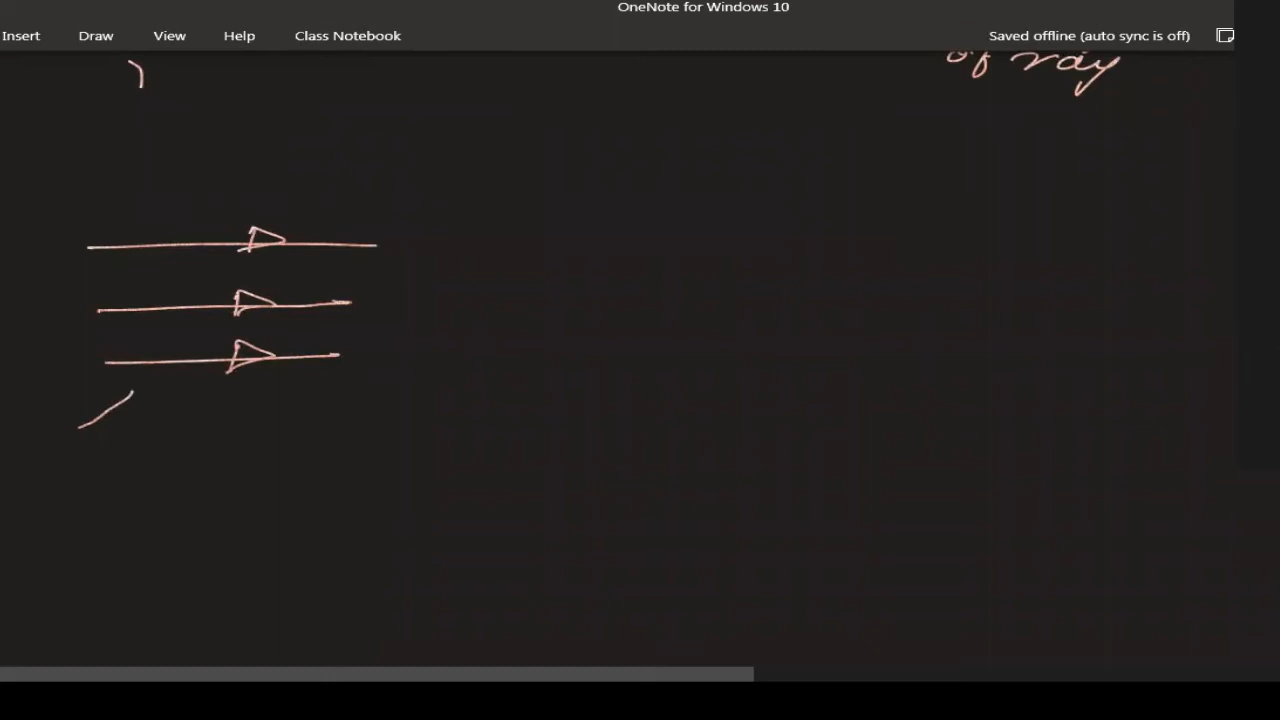 OneNote for Windows 10
Insert Draw View Help Class Notebook Saved offline (auto sync is off)
of ray